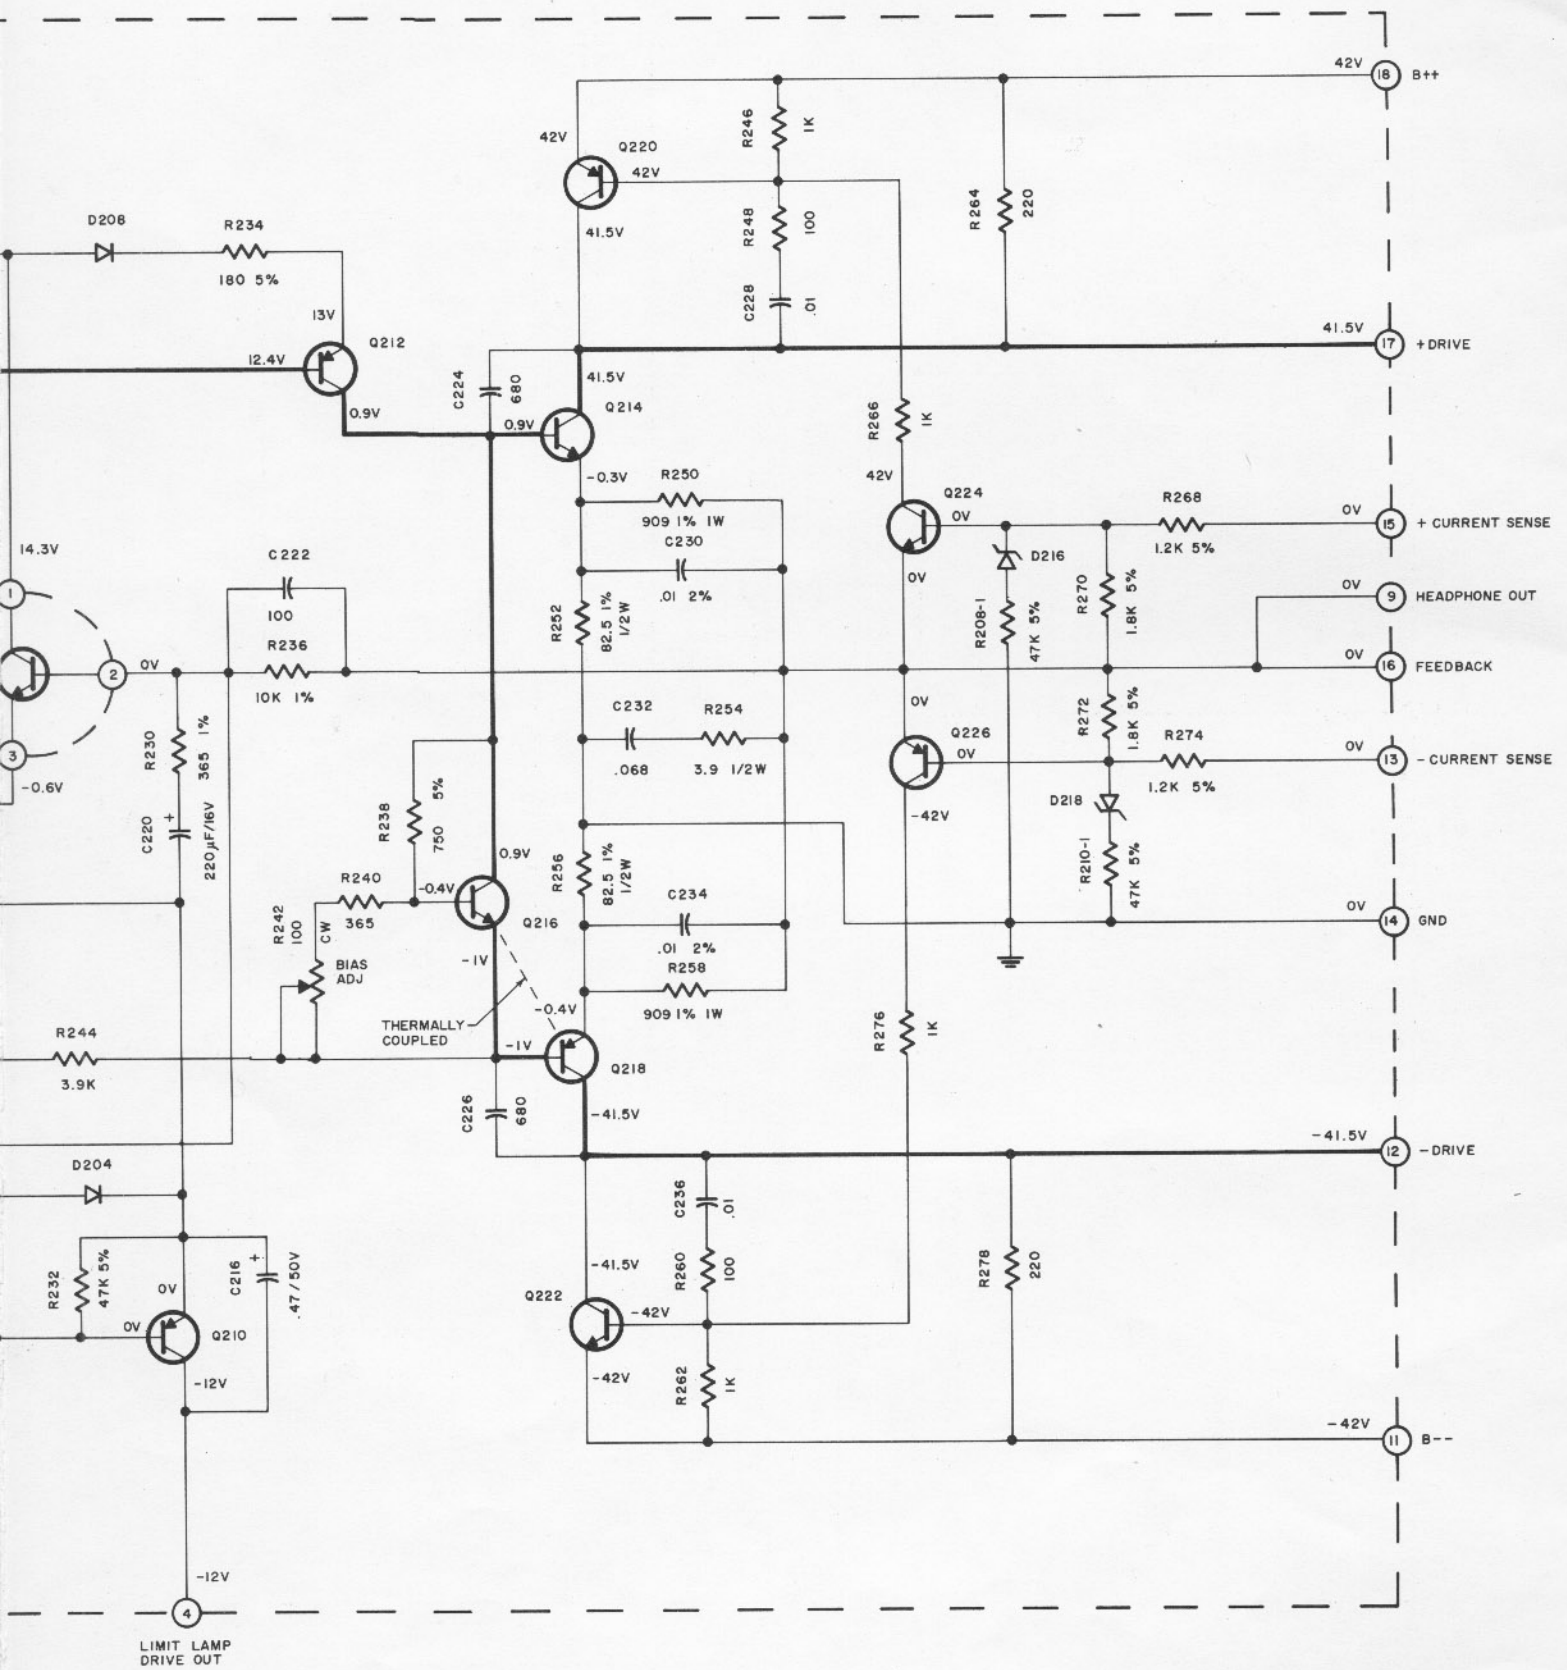 42V
18
B++
R246
1K
42V
Q220
42V
R264
220
D208
R234
R248
100
41.5V
180 5%
C228
.01
13V
Q212
41.5V
17
+DRIVE
12.4V
C224
680
41.5V
0.9V
0.9V
Q214
R266
1K
-0.3V
R250
42V
Q224
R268
909 1% 1W
0V
0V
15
+ CURRENT SENSE
14.3V
C222
C230
1.2K 5%
D216
0V
0V
9
HEADPHONE OUT
1
100
.01 2%
R252
82.5 1%
1/2W
R208-1
47K 5%
R270
1.8K 5%
R236
0V
2
0V
16
FEEDBACK
10K 1%
0V
C232
R254
R272
1.8K 5%
R230
365 1%
Q226
R274
3
0V
0V
13
- CURRENT SENSE
-0.6V
.068
3.9 1/2W
1.2K 5%
D218
R238
750 5%
-42V
C220
+
220µF/16V
0.9V
R256
82.5 1%
1/2W
R210-1
47K 5%
R240
-0.4V
C234
0V
14
GND
365
R242
100
CW
Q216
.01 2%
-1V
R258
BIAS
ADJ
-0.4V
909 1% 1W
THERMALLY
COUPLED
R276
1K
R244
-1V
Q218
3.9K
C226
680
-41.5V
-41.5V
12
-DRIVE
D204
C236
.01
R232
47K 5%
C216
+
.47/50V
-41.5V
R260
100
R278
220
0V
Q222
-42V
0V
Q210
R262
1K
-42V
-12V
-42V
11
B--
-12V
4
LIMIT LAMP
DRIVE OUT